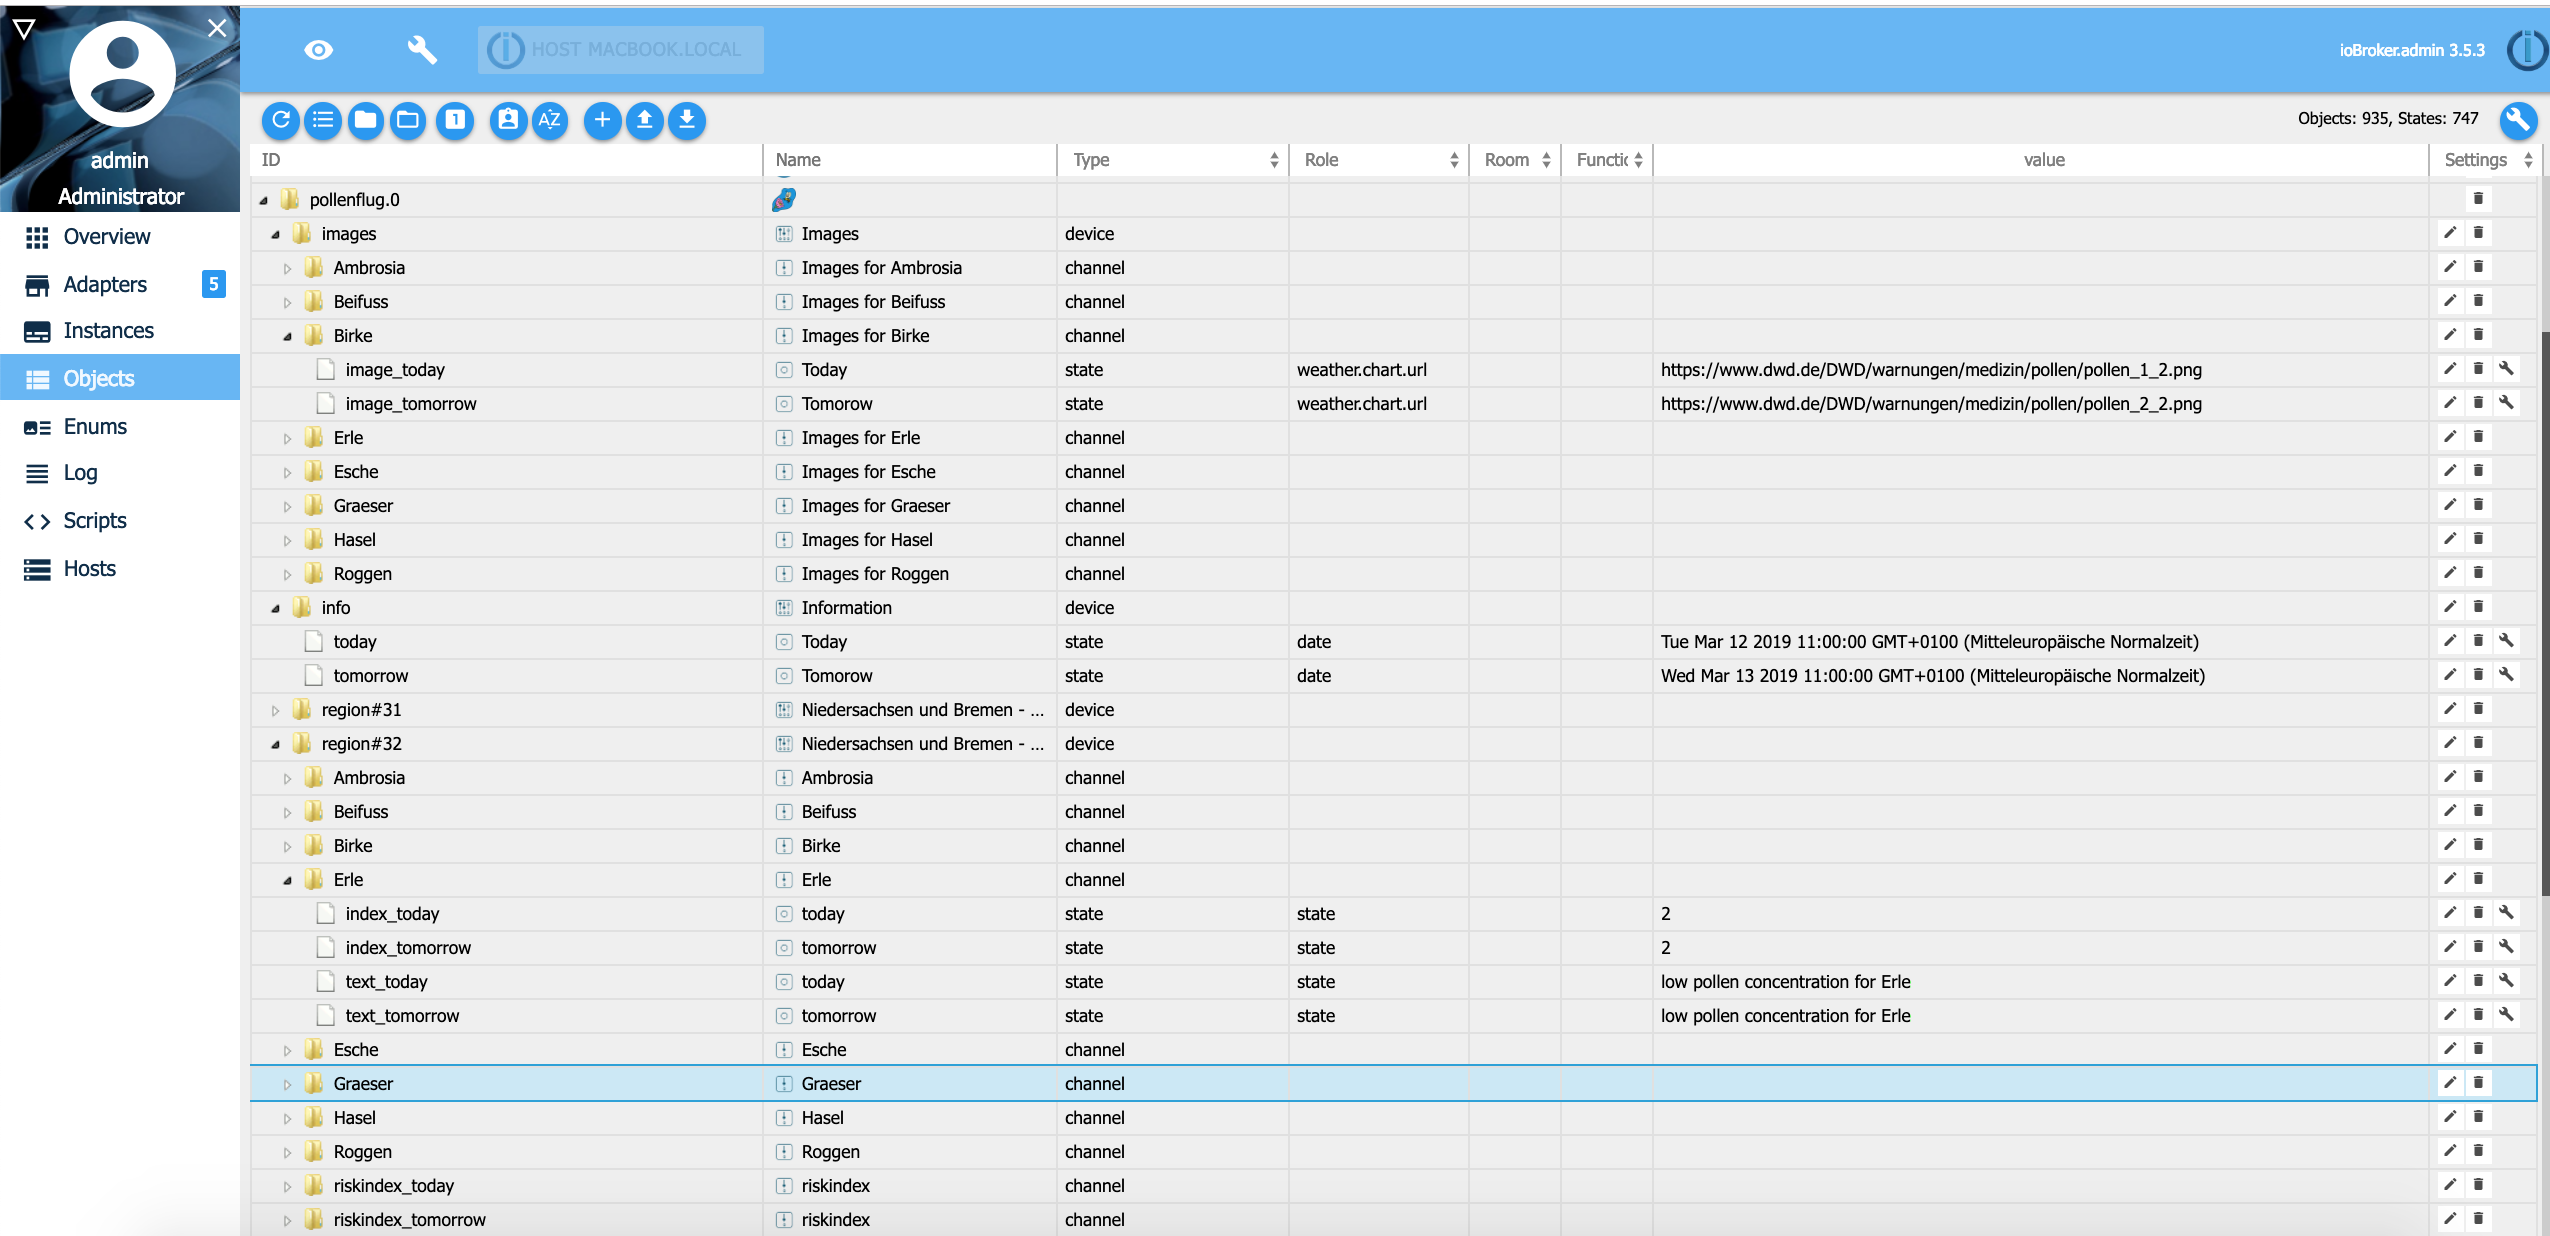 HOST MACBOOK.LOCAL
ioBroker.admin 3.5.3
admin
Administrator
Overview
Adapters 5
Instances
Objects
Enums
Log
Scripts
Hosts
1 AZ Objects: 935, States: 747
ID Name Type Role Room Functio value Settings
pollenflug.0
images Images device
Ambrosia Images for Ambrosia channel
Beifuss Images for Beifuss channel
Birke Images for Birke channel
image_today Today state weather.chart.url https://www.dwd.de/DWD/warnungen/medizin/pollen/pollen_1_2.png
image_tomorrow Tomorow state weather.chart.url https://www.dwd.de/DWD/warnungen/medizin/pollen/pollen_2_2.png
Erle Images for Erle channel
Esche Images for Esche channel
Graeser Images for Graeser channel
Hasel Images for Hasel channel
Roggen Images for Roggen channel
info Information device
today Today state date Tue Mar 12 2019 11:00:00 GMT+0100 (Mitteleuropäische Normalzeit)
tomorrow Tomorow state date Wed Mar 13 2019 11:00:00 GMT+0100 (Mitteleuropäische Normalzeit)
region#31 Niedersachsen und Bremen - ... device
region#32 Niedersachsen und Bremen - ... device
Ambrosia Ambrosia channel
Beifuss Beifuss channel
Birke Birke channel
Erle Erle channel
index_today today state state 2
index_tomorrow tomorrow state state 2
text_today today state state low pollen concentration for Erle
text_tomorrow tomorrow state state low pollen concentration for Erle
Esche Esche channel
Graeser Graeser channel
Hasel Hasel channel
Roggen Roggen channel
riskindex_today riskindex channel
riskindex_tomorrow riskindex channel